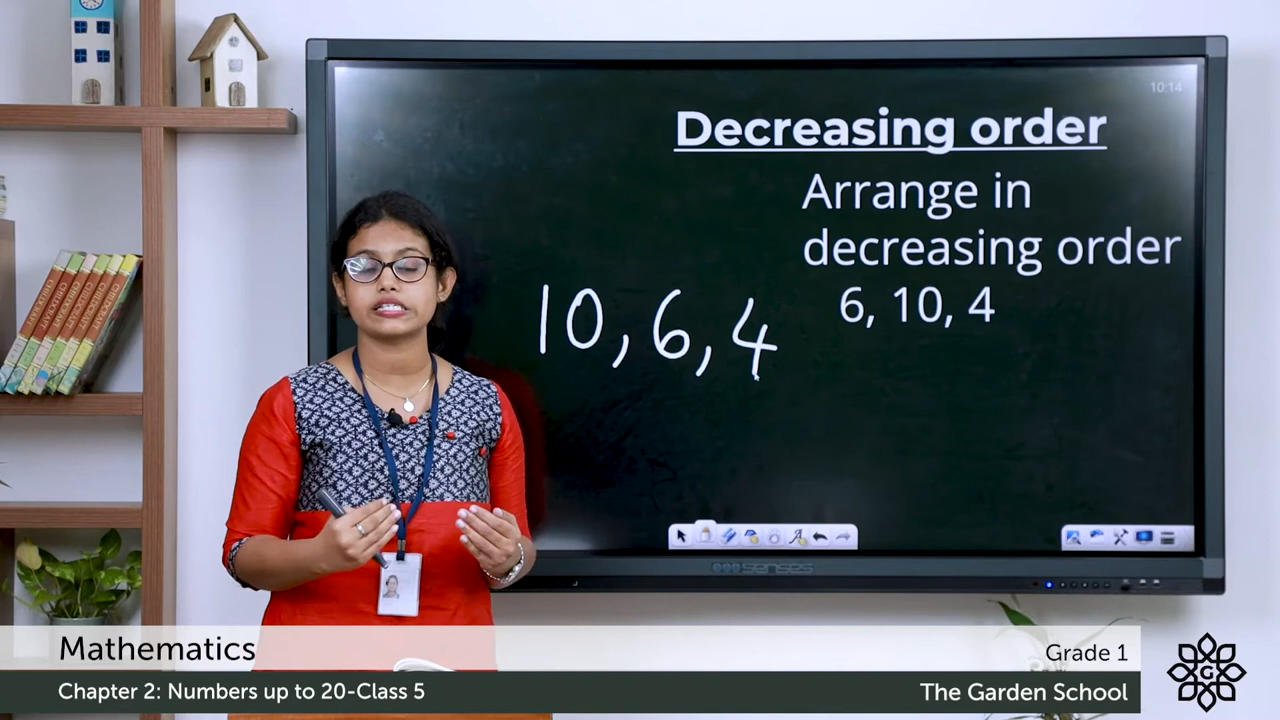 10:14
Decreasing order
Arrange in
decreasing order
6, 10, 4
10, 6, 4
senses
Mathematics
Grade 1
Chapter 2: Numbers up to 20-Class 5
The Garden School
G